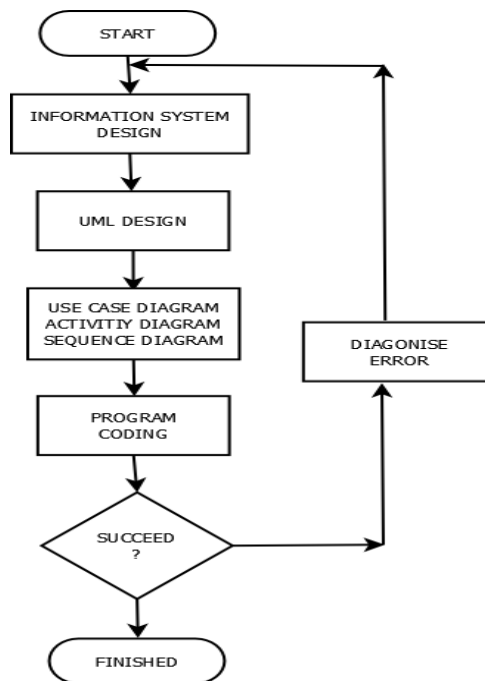 START
INFORMATION SYSTEM
DESIGN
UML DESIGN
USE CASE DIAGRAM
ACTIVITIY DIAGRAM
SEQUENCE DIAGRAM
DIAGONISE
ERROR
PROGRAM
CODING
SUCCEED
?
FINISHED